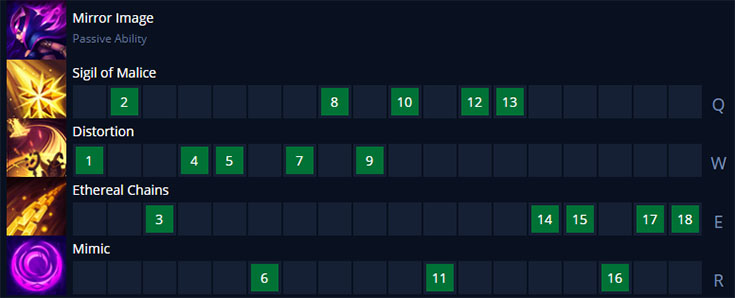 Mirror Image
Passive Ability
Sigil of Malice
2 8 10 12 13 Q
Distortion
1 4 5 7 9 W
Ethereal Chains
3 14 15 17 18 E
Mimic
6 11 16 R